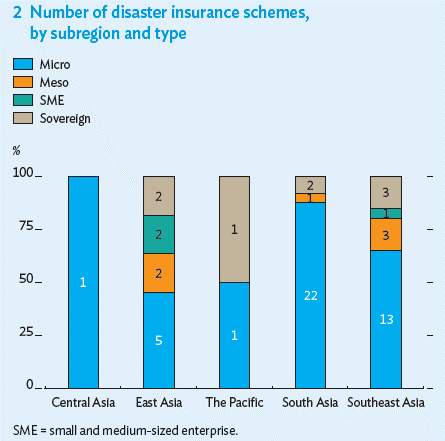 2 Number of disaster insurance schemes,
by subregion and type
Micro
Meso
SME
Sovereign
%
100
75
50
25
0
1
2
2
2
5
1
1
2
1
22
3
1
3
13
Central Asia East Asia The Pacific South Asia Southeast Asia
SME = small and medium-sized enterprise.